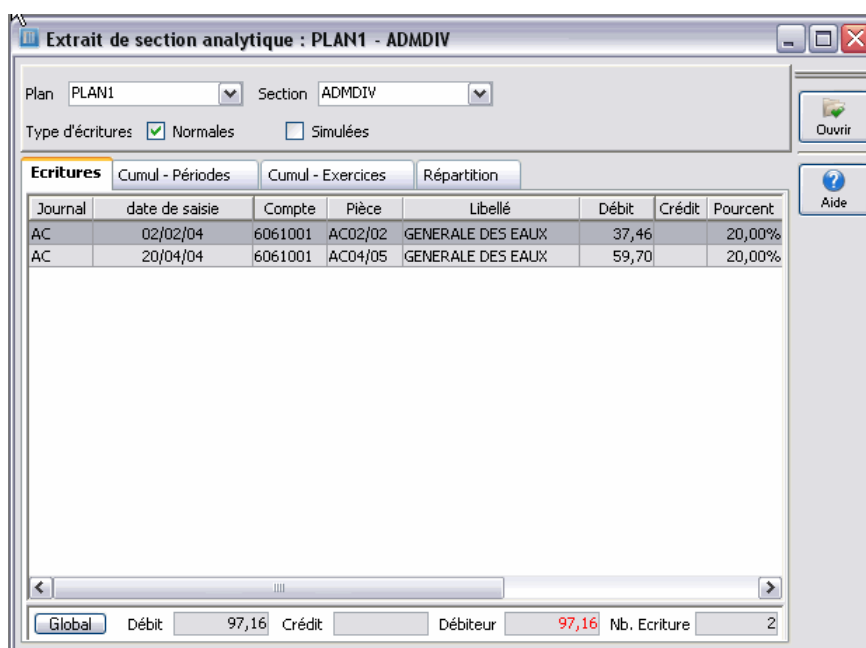 Extrait de section analytique : PLAN1 - ADMDIV
Plan PLAN1 Section ADMDIV
Type d'écritures Normales Simulées
Ouvrir
Aide
Ecritures Cumul - Périodes Cumul - Exercices Répartition
Journal date de saisie Compte Pièce Libellé Débit Crédit Pourcent
AC 02/02/04 6061001 AC02/02 GENERALE DES EAUX 37,46 20,00%
AC 20/04/04 6061001 AC04/05 GENERALE DES EAUX 59,70 20,00%
Global Débit 97,16 Crédit Débiteur 97,16 Nb. Ecriture 2